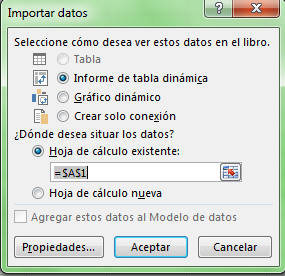 Importar datos
Seleccione cómo desea ver estos datos en el libro.
Tabla
Informe de tabla dinámica
Gráfico dinámico
Crear solo conexión
¿Dónde desea situar los datos?
Hoja de cálculo existente:
=$A$1
Hoja de cálculo nueva
Agregar estos datos al Modelo de datos
Propiedades... Aceptar Cancelar